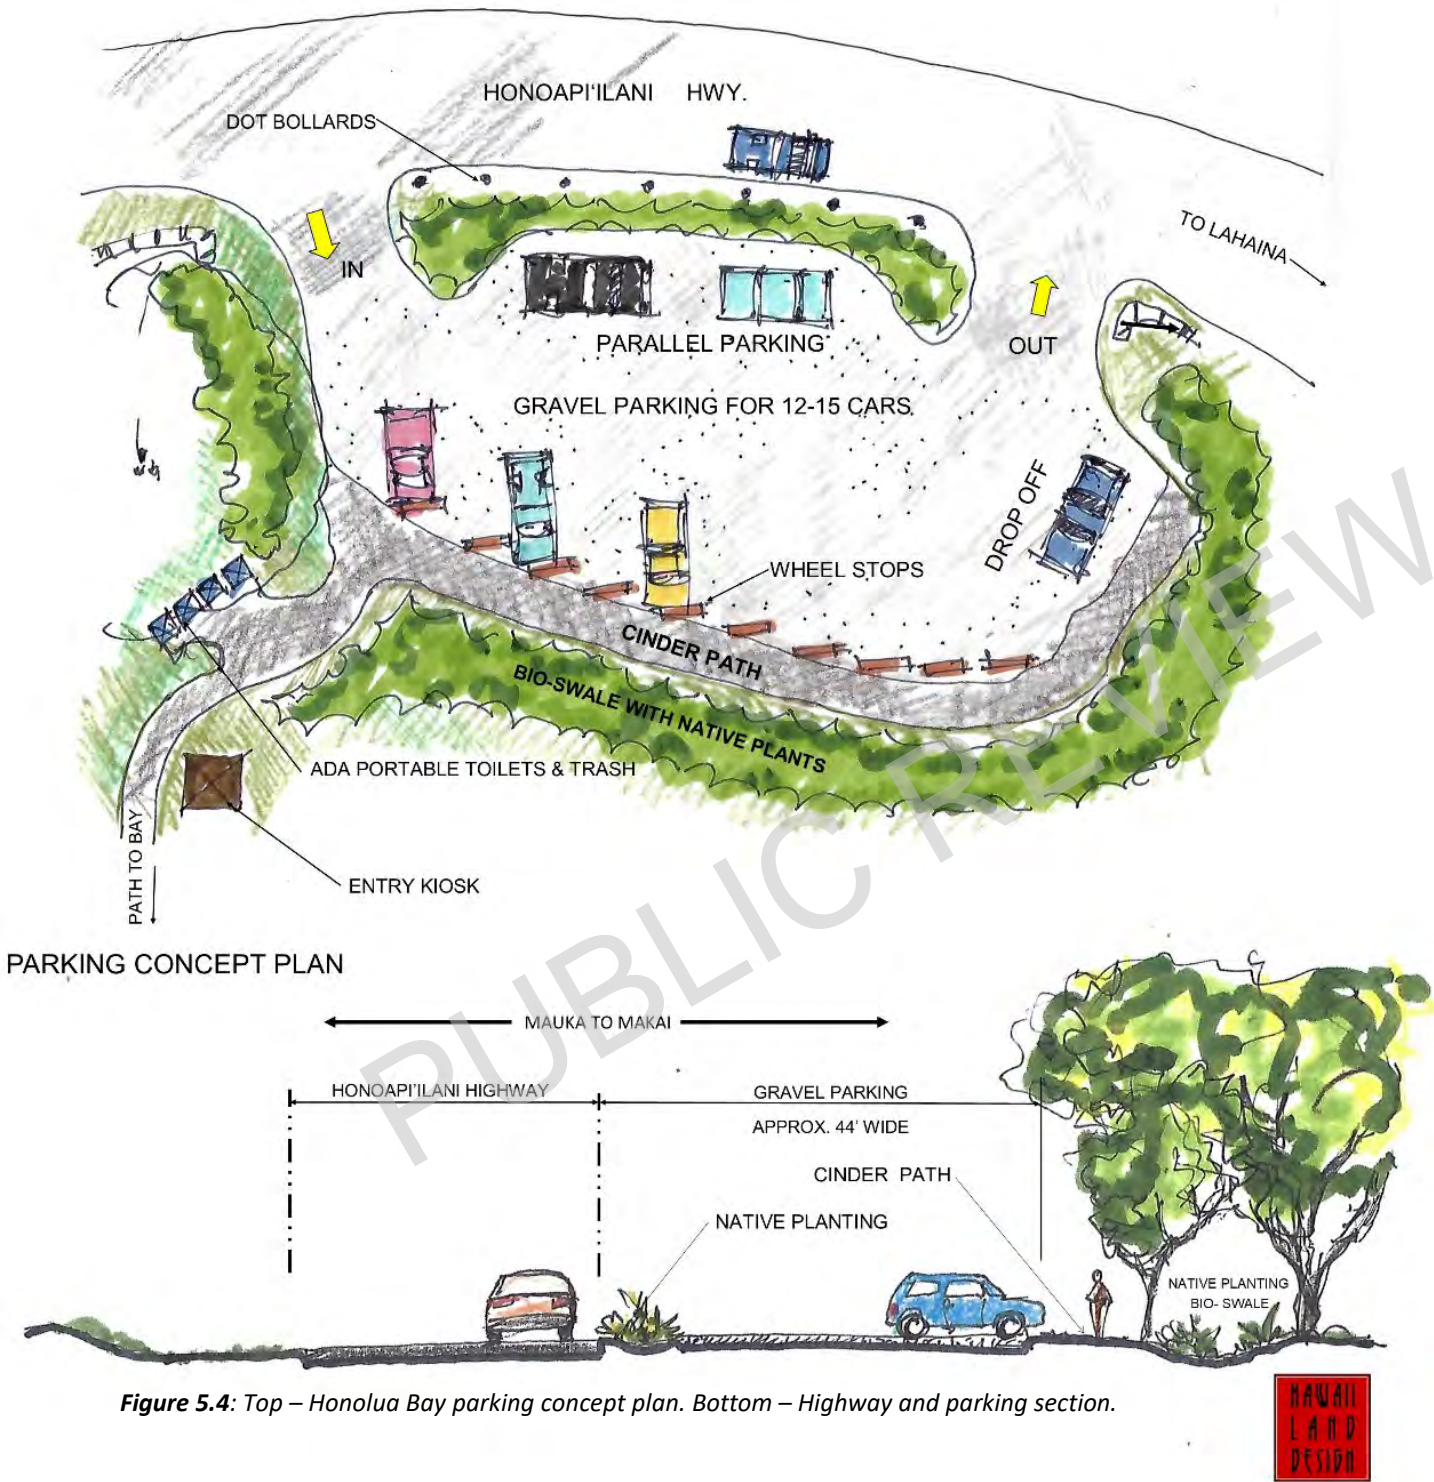 HONOAPI'ILANI HWY.
DOT BOLLARDS
TO LAHAINA
IN
OUT
PARALLEL PARKING
GRAVEL PARKING FOR 12-15 CARS
DROP OFF
WHEEL STOPS
CINDER PATH
BIO-SWALE WITH NATIVE PLANTS
ADA PORTABLE TOILETS & TRASH
ENTRY KIOSK
PATH TO BAY
PARKING CONCEPT PLAN
PUBLIC REVIEW
MAUKA TO MAKAI
HONOAPI'ILANI HIGHWAY
GRAVEL PARKING
APPROX. 44' WIDE
CINDER PATH
NATIVE PLANTING
NATIVE PLANTING
BIO- SWALE
Figure 5.4: Top – Honolua Bay parking concept plan. Bottom – Highway and parking section.
HAWAII
LAND
DESIGN